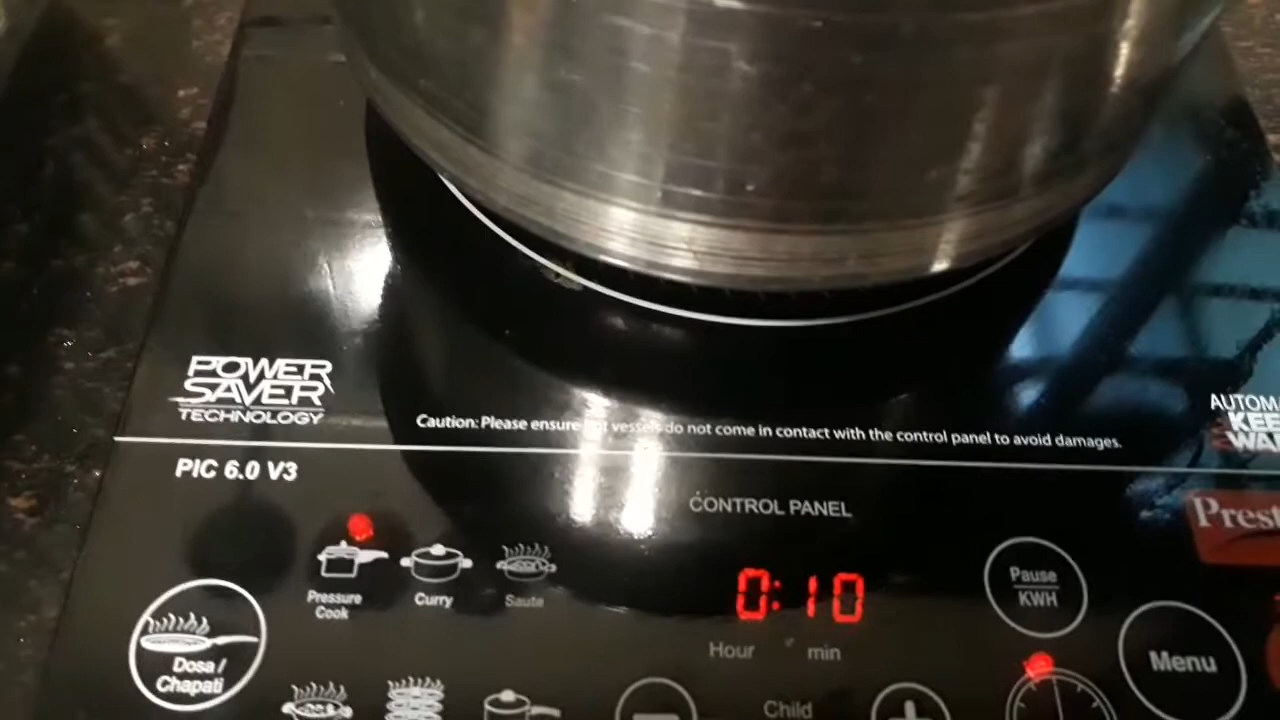 POWER
SAVER
TECHNOLOGY
Caution: Please ensure hot vessels do not come in contact with the control panel to avoid damages.
KEE
WA
PIC 6.0 V3
CONTROL PANEL
Prest
Pressure
Cook
Curry
Saute
0:10
Hour
min
Pause
KWH
Menu
Dosa /
Chapati
Child